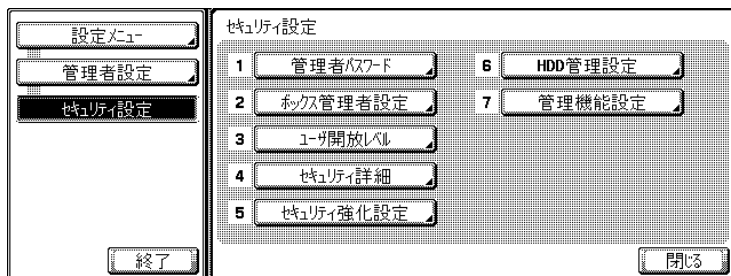 設定ﾒﾆｭｰ
管理者設定
ｾｷｭﾘﾃｨ設定
終了
ｾｷｭﾘﾃｨ設定
1 管理者ﾊﾟｽﾜｰﾄﾞ
2 ﾎﾞｯｸｽ管理者設定
3 ﾕｰｻﾞ開放ﾚﾍﾞﾙ
4 ｾｷｭﾘﾃｨ詳細
5 ｾｷｭﾘﾃｨ強化設定
6 HDD管理設定
7 管理機能設定
閉じる